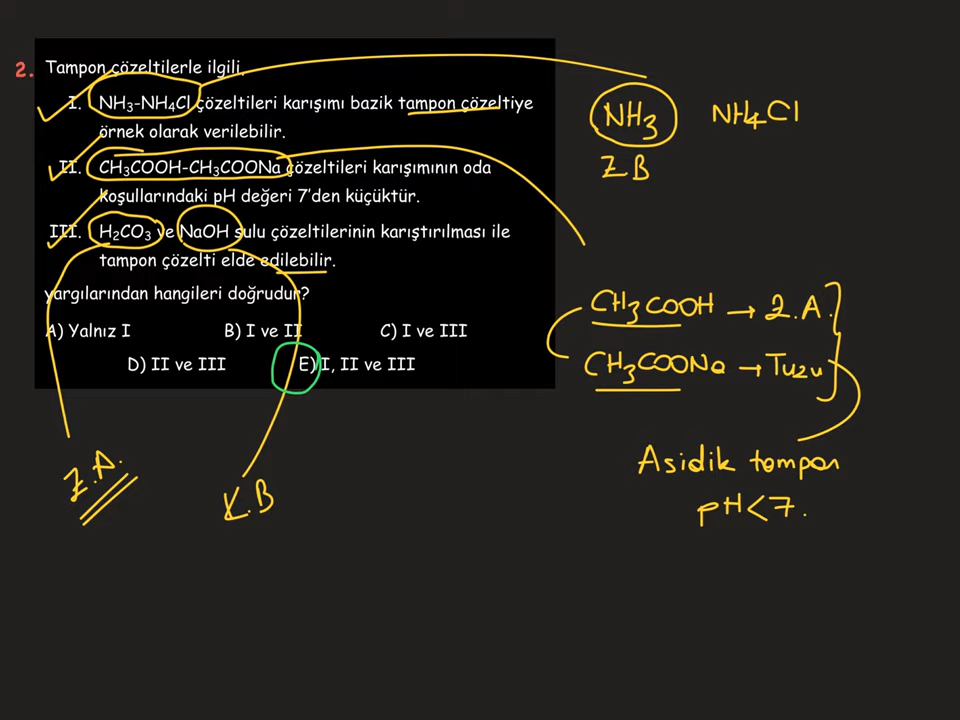 2. Tampon çözeltilerle ilgili,
I. NH₃-NH₄Cl çözeltileri karışımı bazik tampon çözeltiye
örnek olarak verilebilir.
II. CH₃COOH-CH₃COONa çözeltileri karışımının oda
koşullarındaki pH değeri 7'den küçüktür.
III. H₂CO₃ ve NaOH sulu çözeltilerinin karıştırılması ile
tampon çözelti elde edilebilir.
yargılarından hangileri doğrudur?
A) Yalnız I B) I ve II C) I ve III
D) II ve III E) I, II ve III
NH₃ NH₄Cl
Z B
CH₃COOH → Z.A.
CH₃COONa → Tuzu
Asidik tampon
pH < 7.
Z.A.
K.B